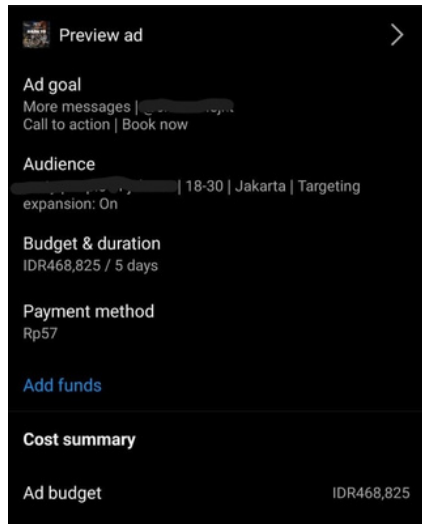 Preview ad
Ad goal
More messages |
Call to action | Book now
Audience
| 18-30 | Jakarta | Targeting
expansion: On
Budget & duration
IDR468,825 / 5 days
Payment method
Rp57
Add funds
Cost summary
Ad budget IDR468,825